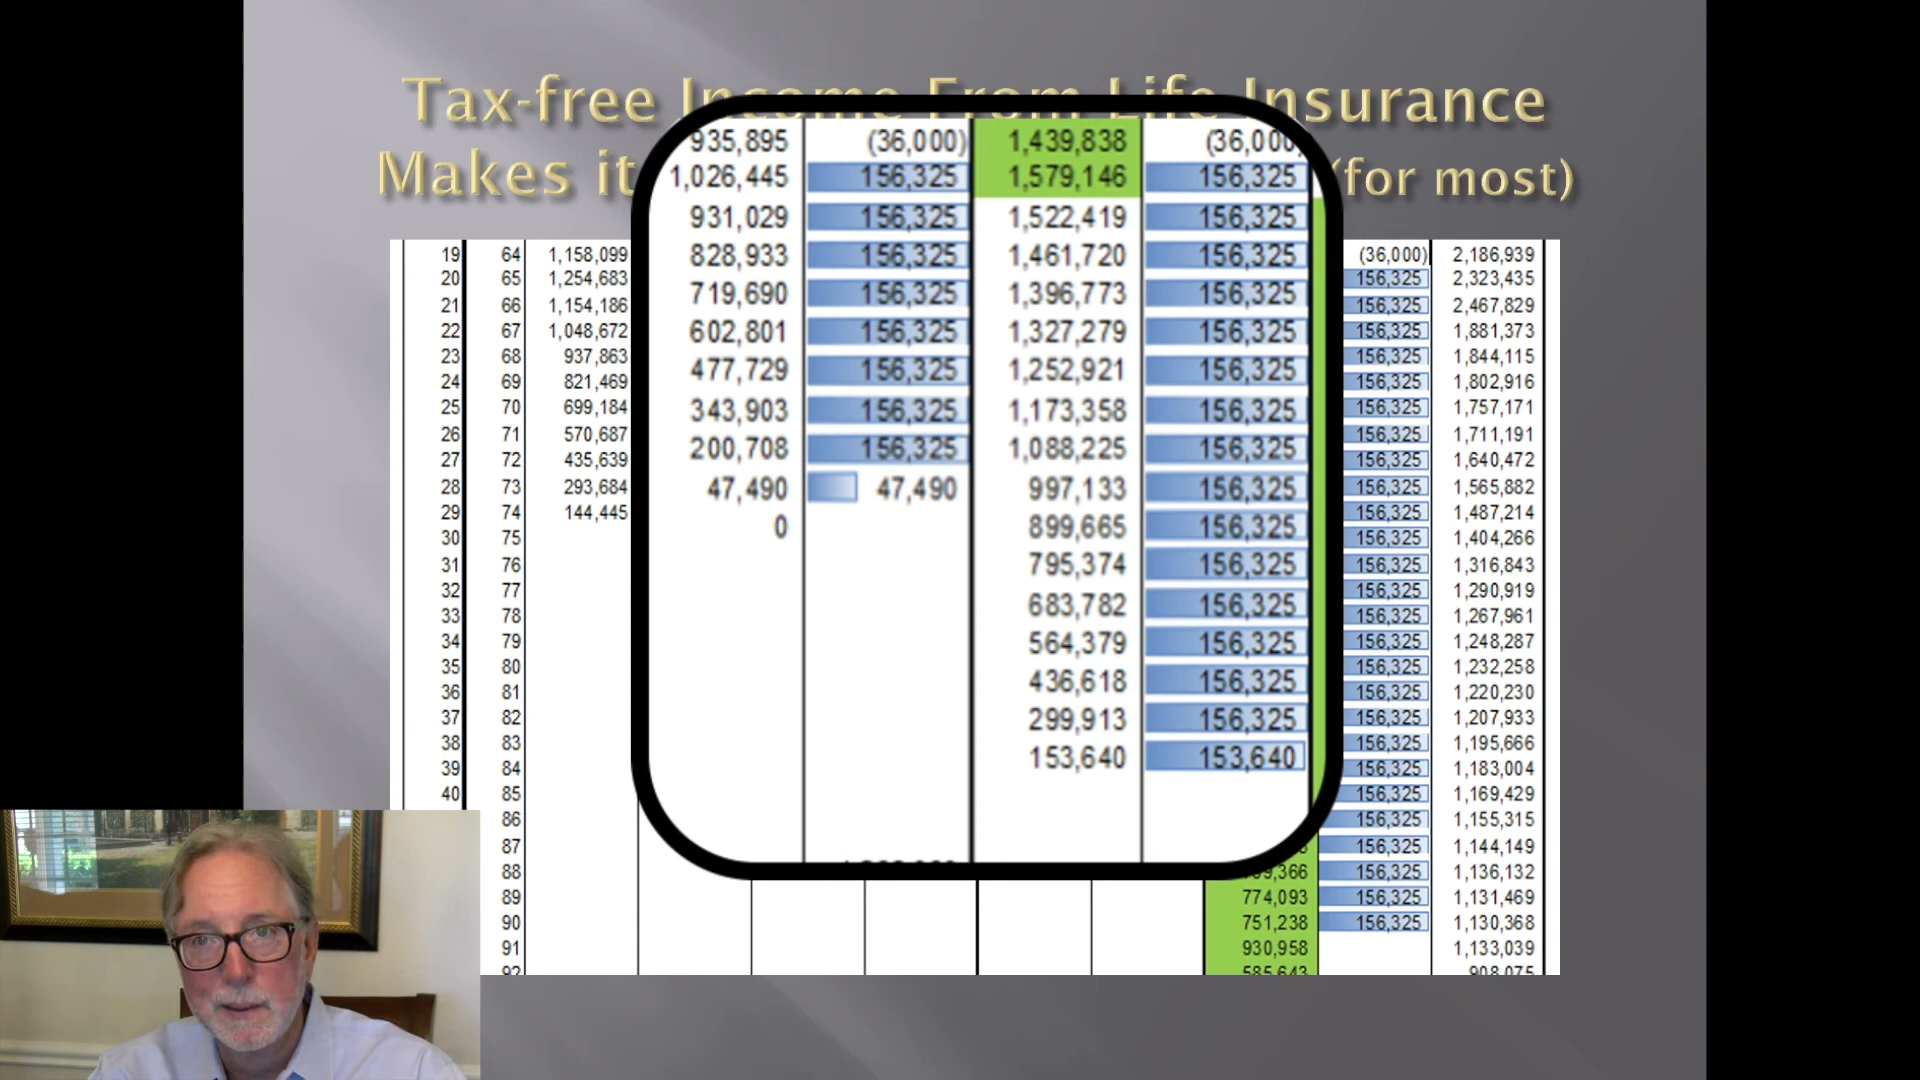 Tax-free Income From Life Insurance
Makes it (for most)
935,895 (36,000) 1,439,838 (36,000)
1,026,445 156,325 1,579,146 156,325
931,029 156,325 1,522,419 156,325
828,933 156,325 1,461,720 156,325
719,690 156,325 1,396,773 156,325
602,801 156,325 1,327,279 156,325
477,729 156,325 1,252,921 156,325
343,903 156,325 1,173,358 156,325
200,708 156,325 1,088,225 156,325
47,490 47,490 997,133 156,325
0 899,665 156,325
795,374 156,325
683,782 156,325
564,379 156,325
436,618 156,325
299,913 156,325
153,640 153,640
19 64 1,158,099 (36,000) 2,186,939
20 65 1,254,683 156,325 2,323,435
21 66 1,154,186 156,325 2,467,829
22 67 1,048,672 156,325 1,881,373
23 68 937,863 156,325 1,844,115
24 69 821,469 156,325 1,802,916
25 70 699,184 156,325 1,757,171
26 71 570,687 156,325 1,711,191
27 72 435,639 156,325 1,640,472
28 73 293,684 156,325 1,565,882
29 74 144,445 156,325 1,487,214
30 75 156,325 1,404,266
31 76 156,325 1,316,843
32 77 156,325 1,290,919
33 78 156,325 1,267,961
34 79 156,325 1,248,287
35 80 156,325 1,232,258
36 81 156,325 1,220,230
37 82 156,325 1,207,933
38 83 156,325 1,195,666
39 84 156,325 1,183,004
40 85 156,325 1,169,429
86 156,325 1,155,315
87 156,325 1,144,149
88 156,325 1,136,132
89 774,093 156,325 1,131,469
90 751,238 156,325 1,130,368
91 930,958 1,133,039
92 585,643 908,075